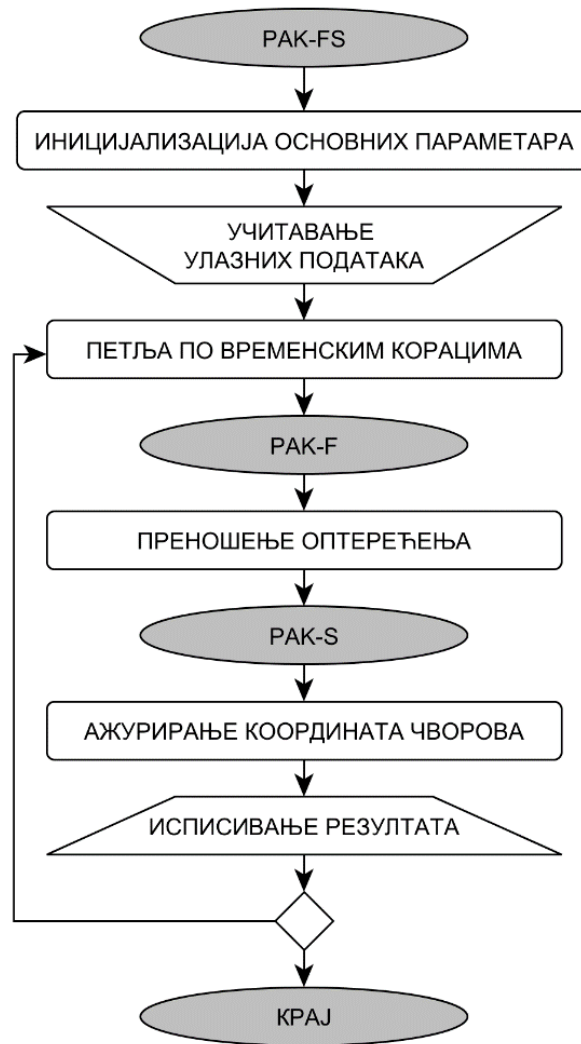 PAK-FS
ИНИЦИЈАЛИЗАЦИЈА ОСНОВНИХ ПАРАМЕТАРА
УЧИТАВАЊЕ
УЛАЗНИХ ПОДАТАКА
ПЕТЉА ПО ВРЕМЕНСКИМ КОРАЦИМА
PAK-F
ПРЕНОШЕЊЕ ОПТЕРЕЋЕЊА
PAK-S
АЖУРИРАЊЕ КООРДИНАТА ЧВОРОВА
ИСПИСИВАЊЕ РЕЗУЛТАТА
КРАЈ